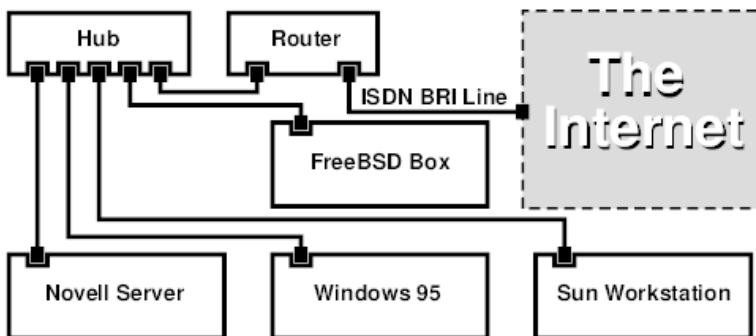 Hub
Router
The
Internet
ISDN BRI Line
FreeBSD Box
Novell Server
Windows 95
Sun Workstation